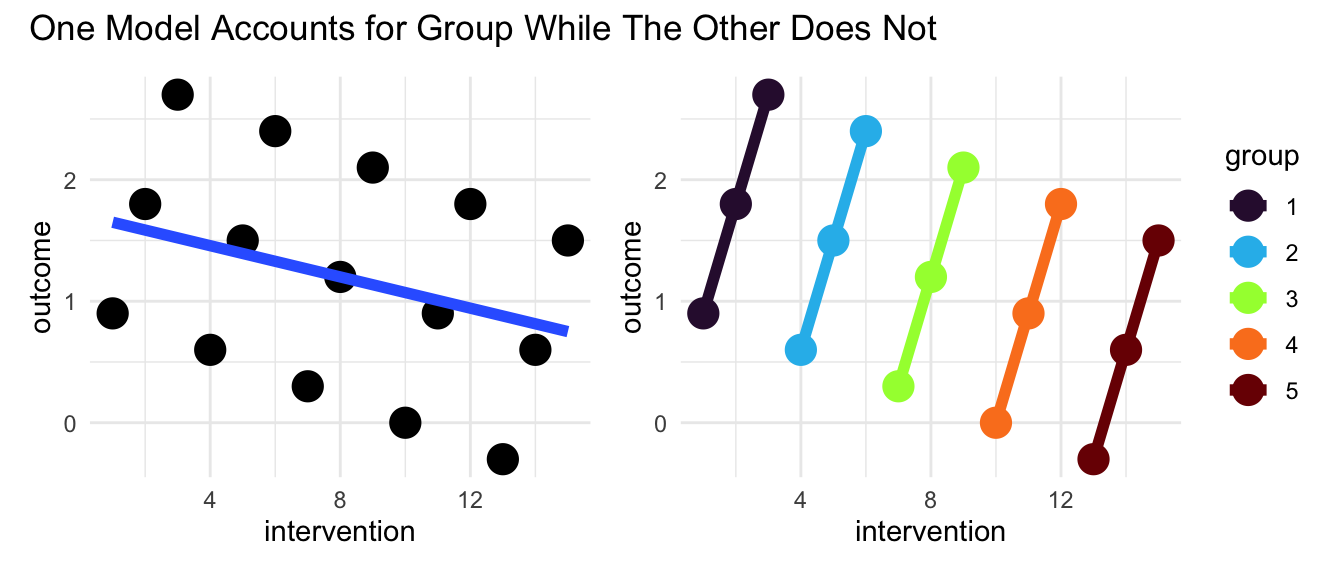 One Model Accounts for Group While The Other Does Not
outcome
2
1
0
4 8 12
intervention
outcome
2
1
0
4 8 12
intervention
group
1
2
3
4
5